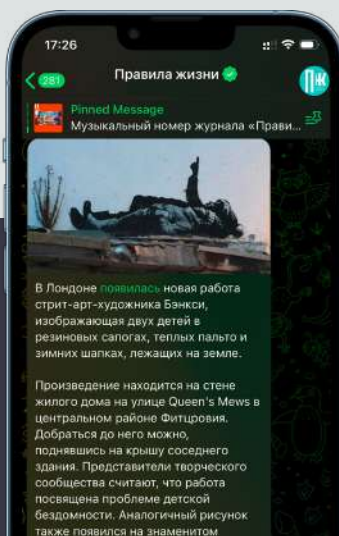 17:26
281
Правила жизни
ПЖ
Pinned Message
Музыкальный номер журнала «Прави...
В Лондоне появилась новая работа
стрит-арт-художника Бэнкси,
изображающая двух детей в
резиновых сапогах, теплых пальто и
зимних шапках, лежащих на земле.
Произведение находится на стене
жилого дома на улице Queen's Mews в
центральном районе Фитцровия.
Добраться до него можно,
поднявшись на крышу соседнего
здания. Представители творческого
сообщества считают, что работа
посвящена проблеме детской
бездомности. Аналогичный рисунок
также появился на знаменитом